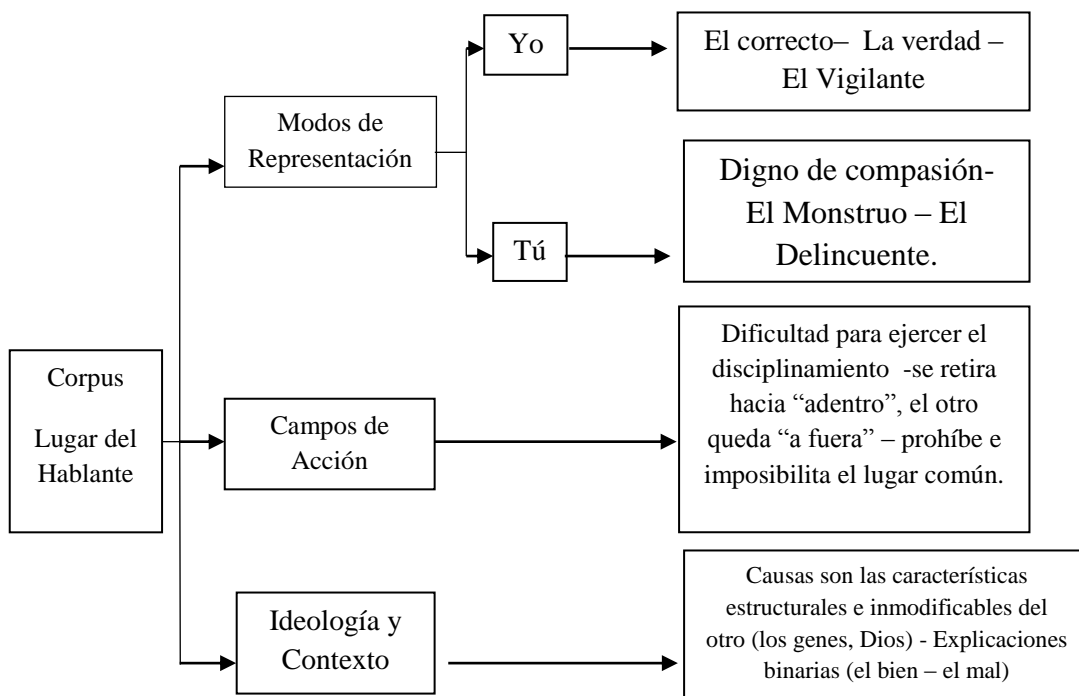 Corpus
Lugar del
Hablante
Modos de
Representación
Yo
El correcto– La verdad –
El Vigilante
Tú
Digno de compasión-
El Monstruo – El
Delincuente.
Campos de
Acción
Dificultad para ejercer el
disciplinamiento -se retira
hacia “adentro”, el otro
queda “a fuera” – prohíbe e
imposibilita el lugar común.
Ideología y
Contexto
Causas son las características
estructurales e inmodificables del
otro (los genes, Dios) - Explicaciones
binarias (el bien – el mal)